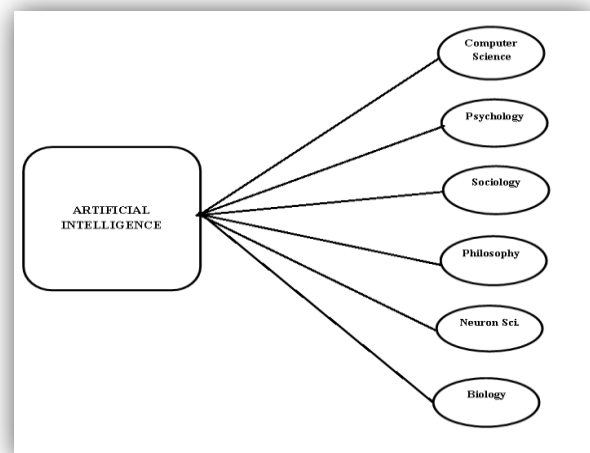 Computer
Science
Psychology
Sociology
ARTIFICIAL
INTELLIGENCE
Philosophy
Neuron Sci.
Biology